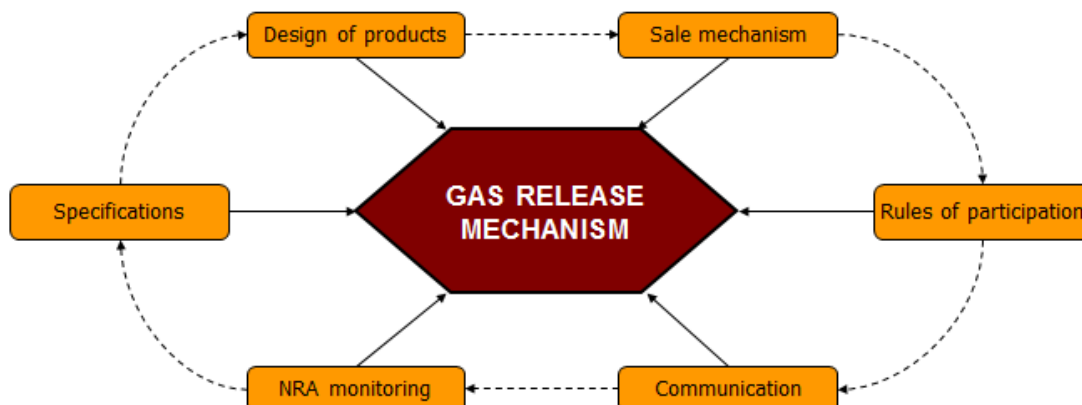 Design of products
Sale mechanism
Specifications
GAS RELEASE
MECHANISM
Rules of participation
NRA monitoring
Communication